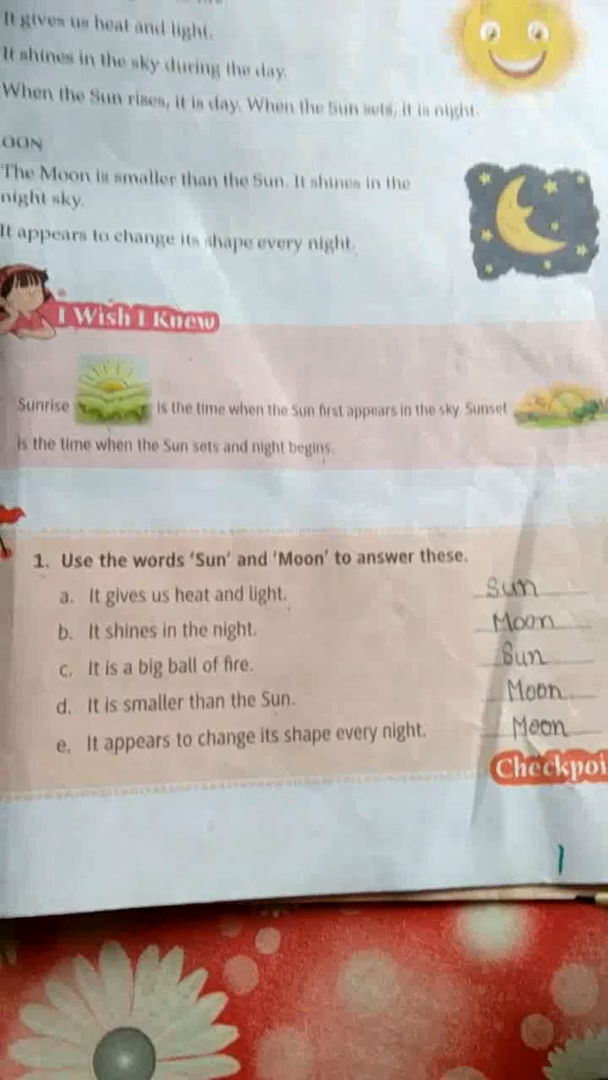 It gives us heat and light.
It shines in the sky during the day.
When the Sun rises, it is day. When the Sun sets, it is night.
OON
The Moon is smaller than the Sun. It shines in the
night sky.
It appears to change its shape every night.
I Wish I Knew
Sunrise is the time when the Sun first appears in the sky. Sunset
is the time when the Sun sets and night begins.
1. Use the words 'Sun' and 'Moon' to answer these.
a. It gives us heat and light. Sun
b. It shines in the night. Moon
c. It is a big ball of fire. Sun
d. It is smaller than the Sun. Moon
e. It appears to change its shape every night. Moon
Checkpoi
1